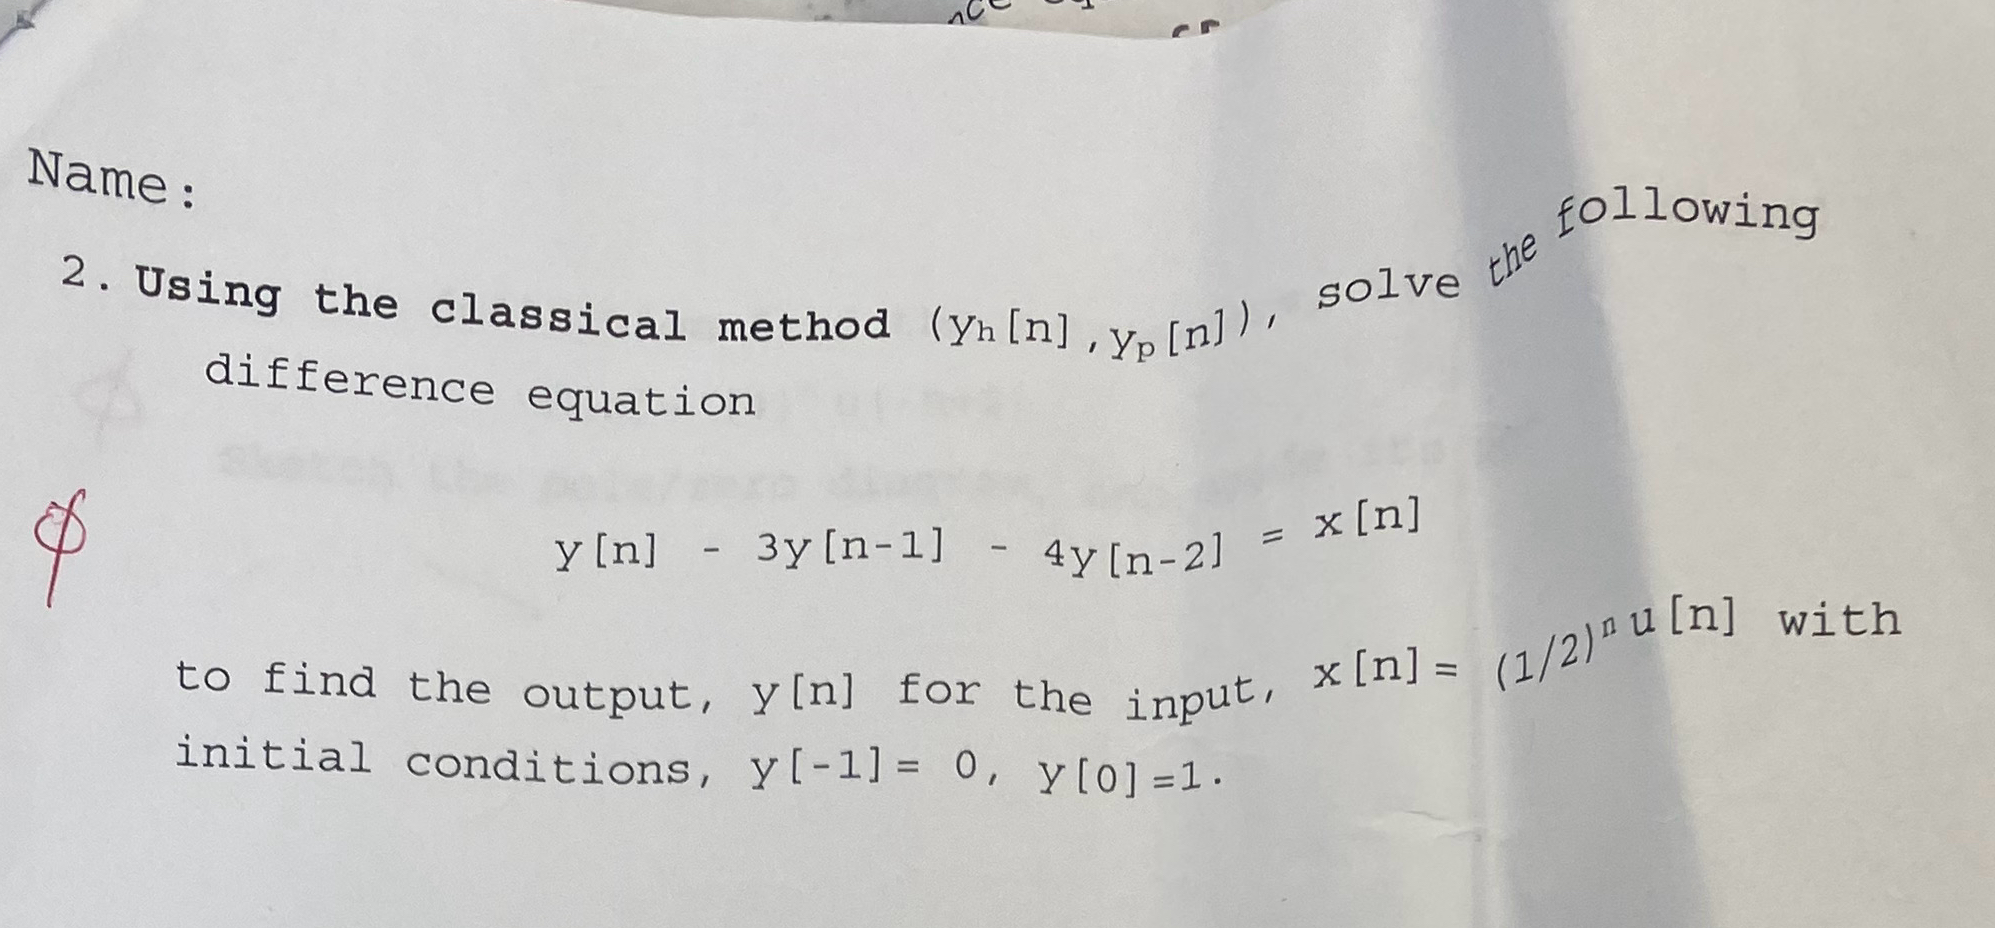 Name:
2. Using the classical method (yh[n],yp[n]), solve the following
difference equation
y[n] - 3y[n-1] - 4y[n-2] = x[n]
to find the output, y[n] for the input, x[n]= (1/2)ⁿu[n] with
initial conditions, y[-1]= 0, y[0]=1.